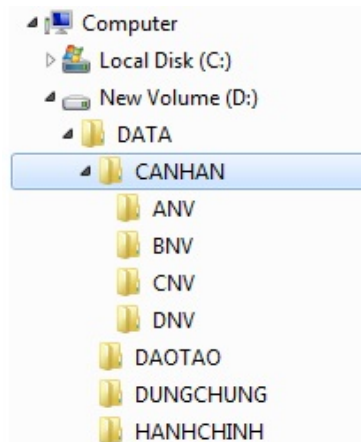 Computer
Local Disk (C:)
New Volume (D:)
DATA
CANHAN
ANV
BNV
CNV
DNV
DAOTAO
DUNGCHUNG
HANHCHINH